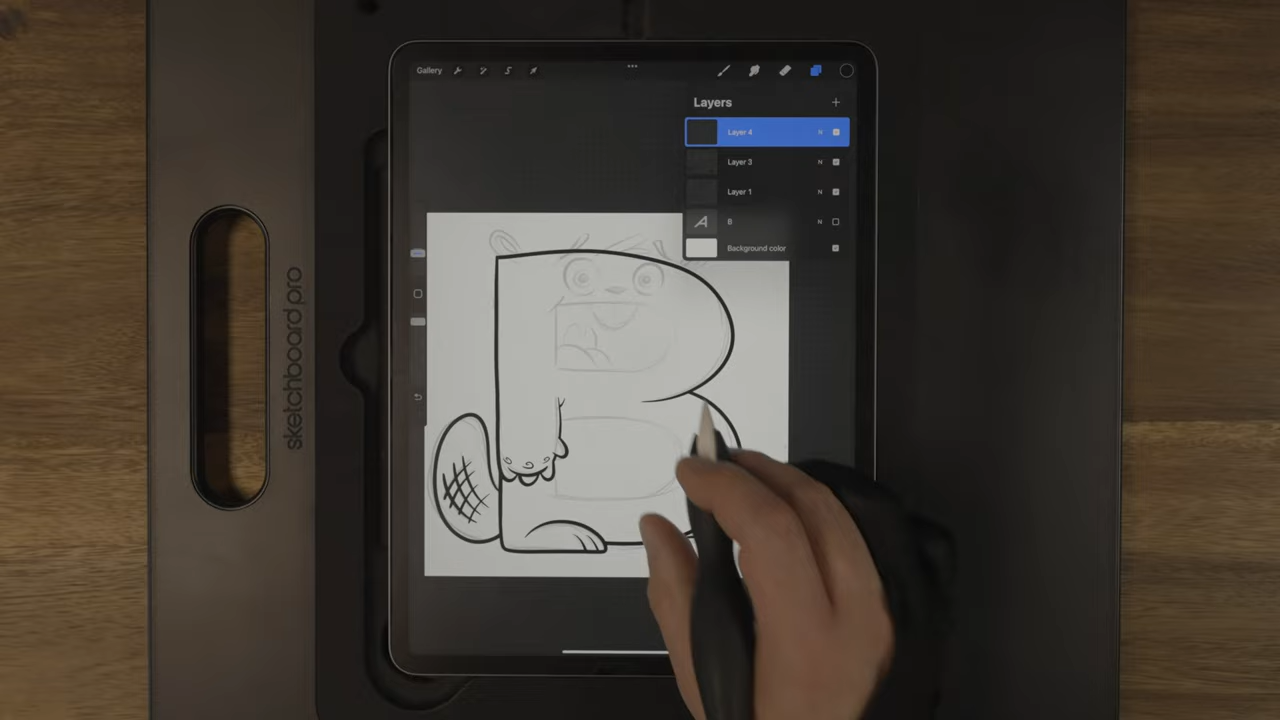 Gallery
Layers
Layer 4 N
Layer 3 N
Layer 1 N
B N
Background color
sketchboard pro